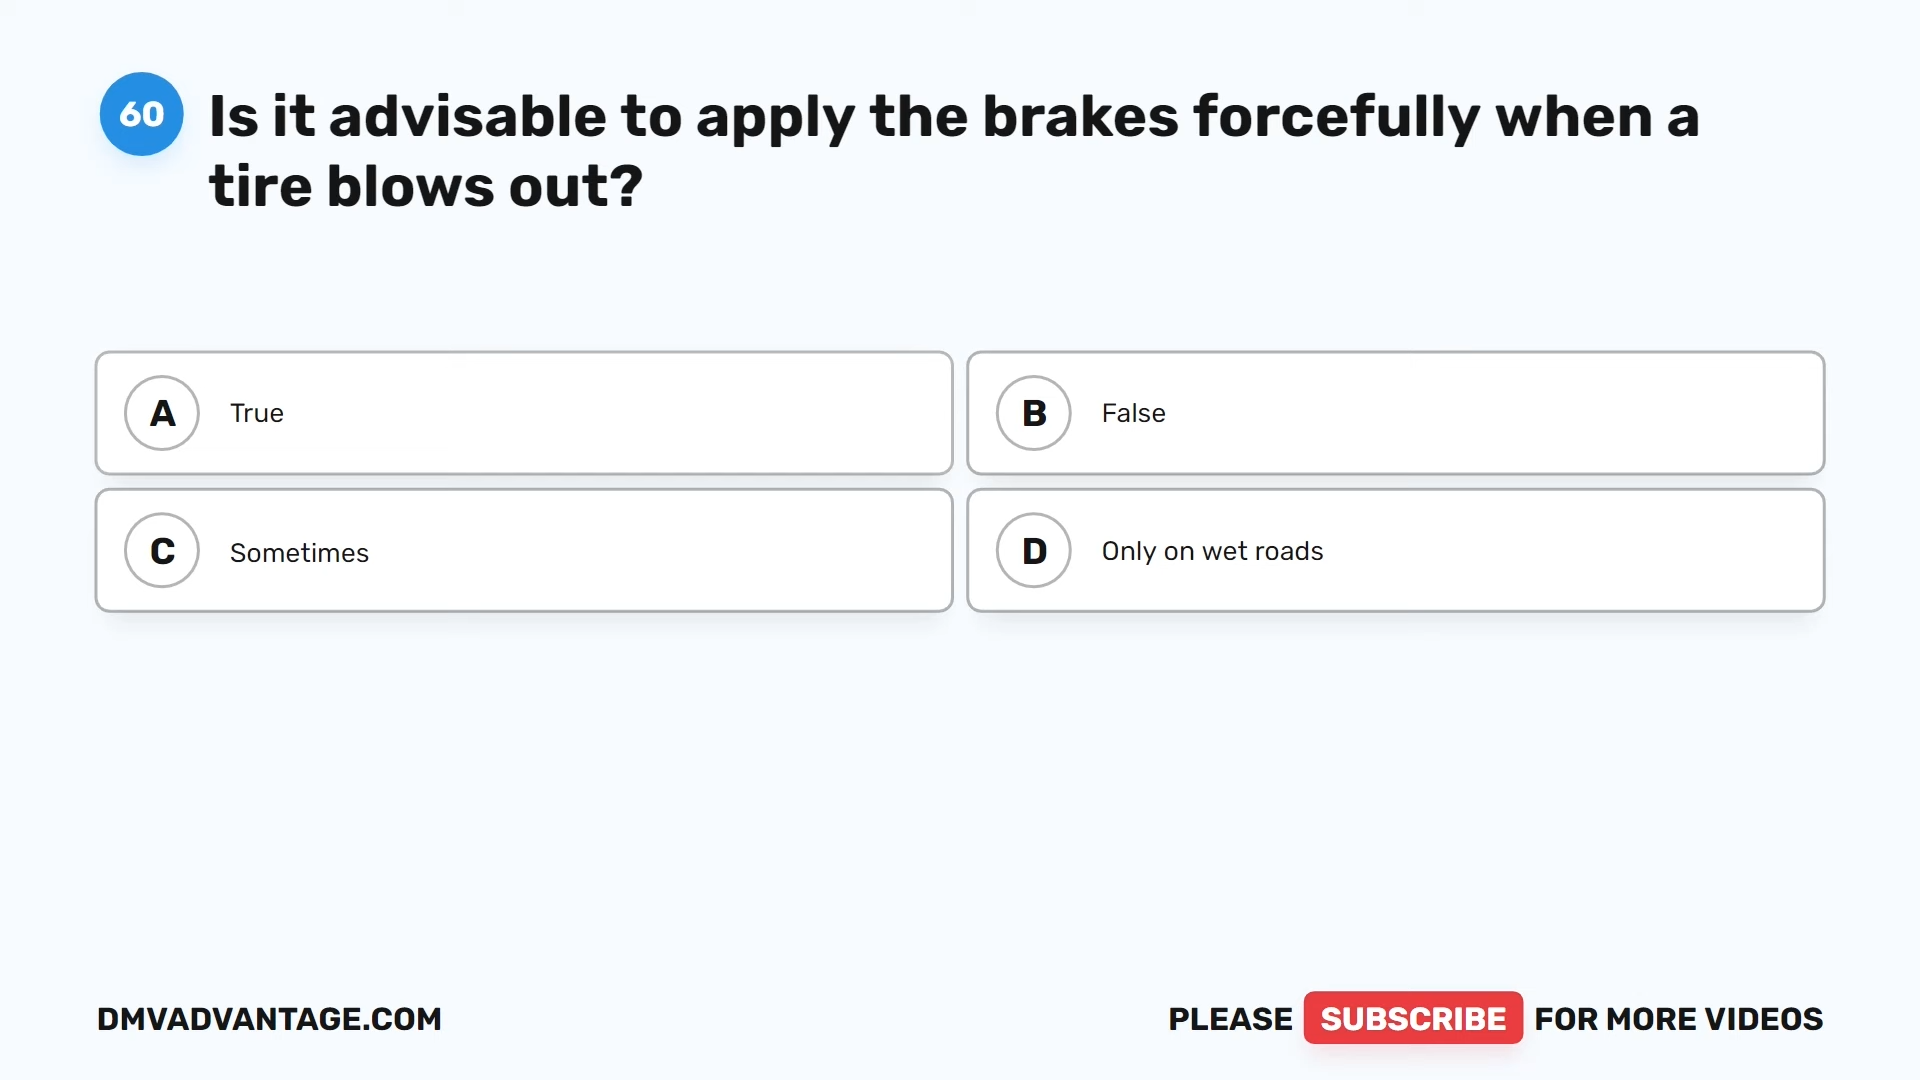 60
Is it advisable to apply the brakes forcefully when a
tire blows out?
A True
B False
C Sometimes
D Only on wet roads
DMVADVANTAGE.COM
PLEASE SUBSCRIBE FOR MORE VIDEOS